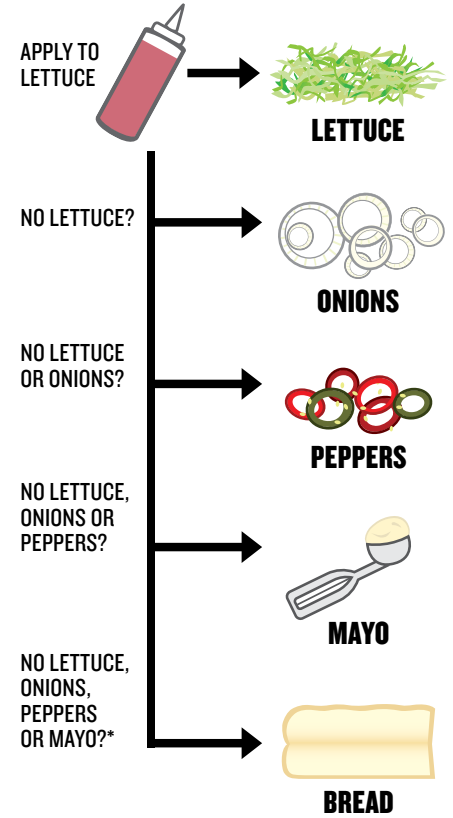 APPLY TO
LETTUCE
LETTUCE
NO LETTUCE?
ONIONS
NO LETTUCE
OR ONIONS?
PEPPERS
NO LETTUCE,
ONIONS OR
PEPPERS?
MAYO
NO LETTUCE,
ONIONS,
PEPPERS
OR MAYO?*
BREAD